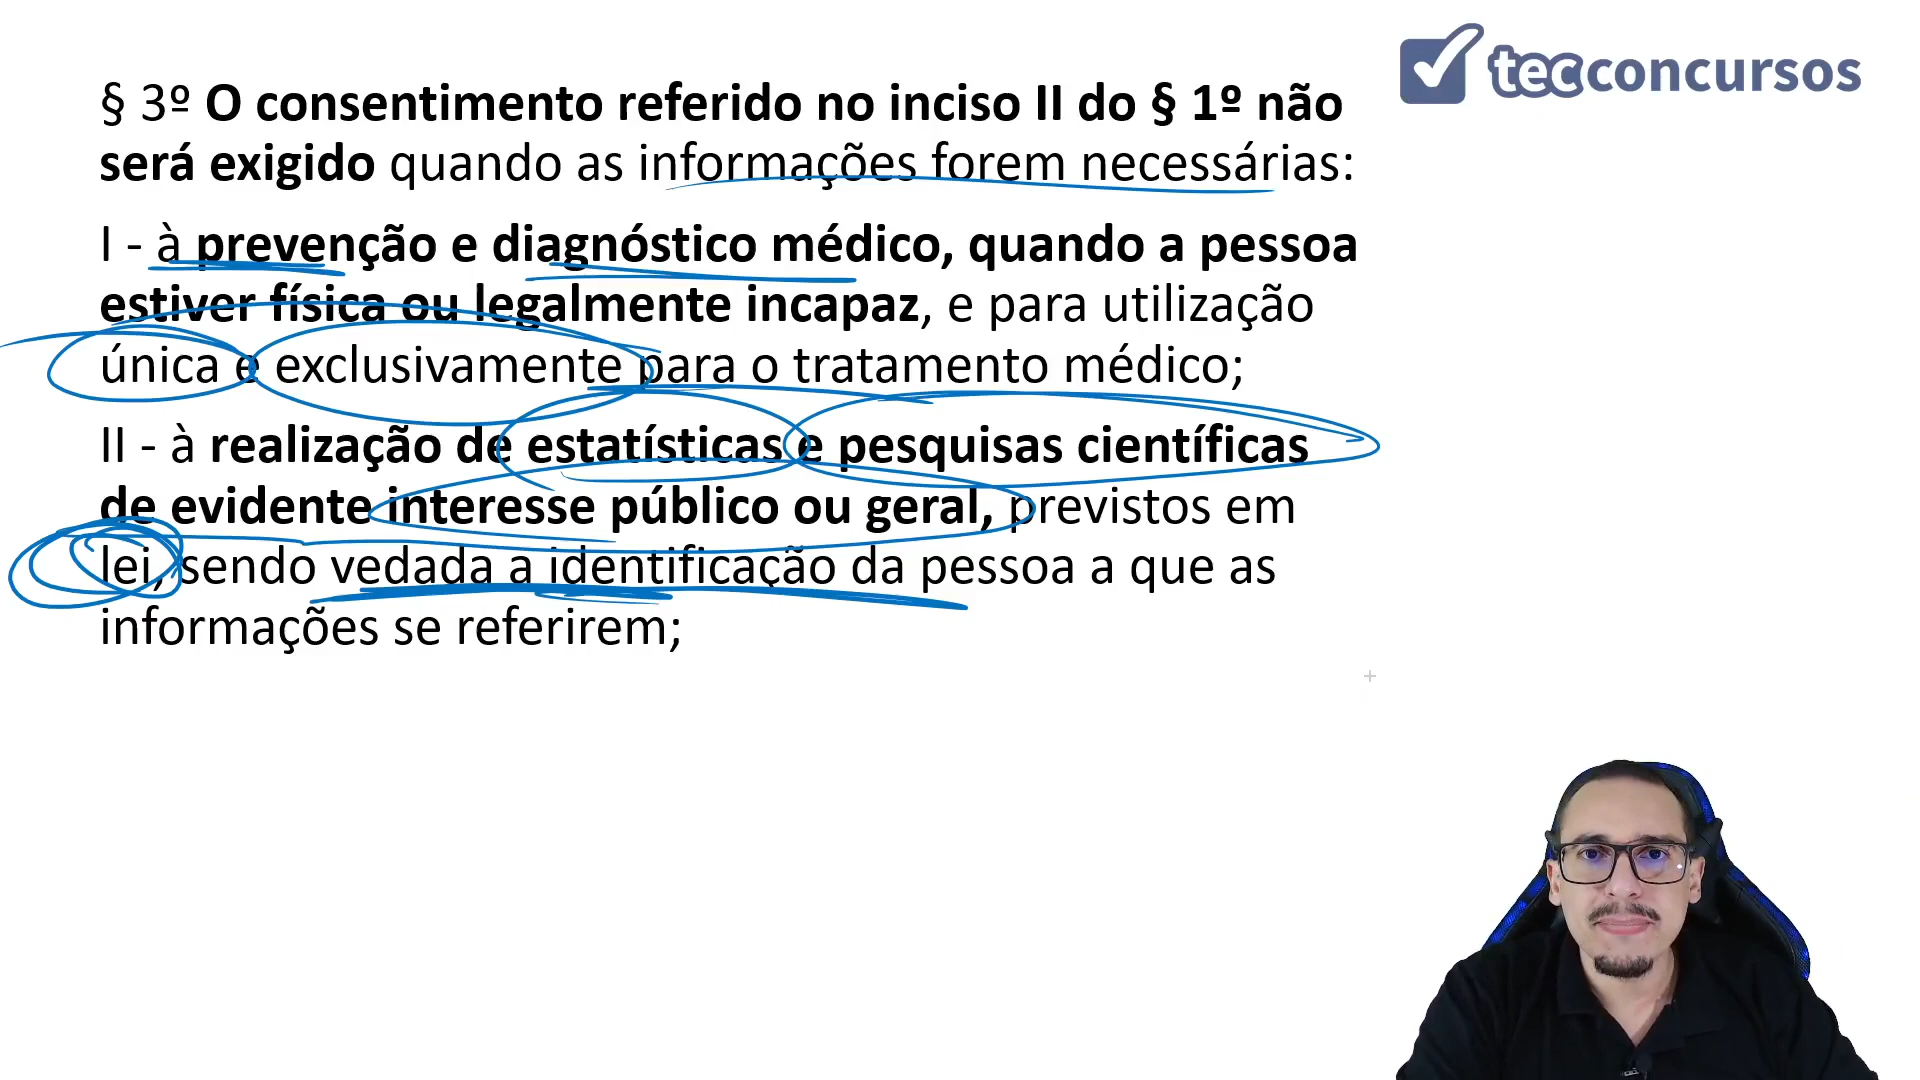 tecconcursos
§ 3º O consentimento referido no inciso II do § 1º não
será exigido quando as informações forem necessárias:
I - à prevenção e diagnóstico médico, quando a pessoa
estiver física ou legalmente incapaz, e para utilização
única e exclusivamente para o tratamento médico;
II - à realização de estatísticas e pesquisas científicas
de evidente interesse público ou geral, previstos em
lei, sendo vedada a identificação da pessoa a que as
informações se referirem;